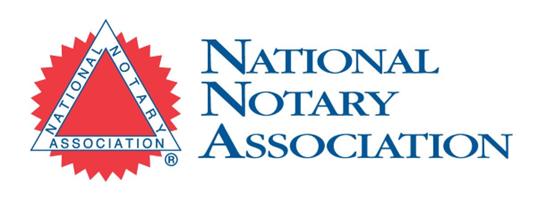 NATIONAL
NOTARY
ASSOCIATION
®
NATIONAL
NOTARY
ASSOCIATION